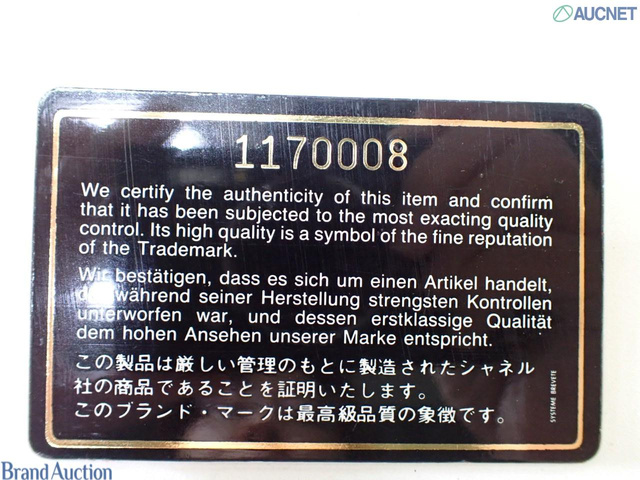 AUCNET
1170008
We certify the authenticity of this item and confirm
that it has been subjected to the most exacting quality
control. Its high quality is a symbol of the fine reputation
of the Trademark.
Wir bestätigen, dass es sich um einen Artikel handelt,
der während seiner Herstellung strengsten Kontrollen
unterworfen war, und dessen erstklassige Qualität
dem hohen Ansehen unserer Marke entspricht.
この製品は厳しい管理のもとに製造されたシャネル
社の商品であることを証明いたします。
このブランド・マークは最高級品質の象徴です。
SYSTEME BREVETE
Brand Auction